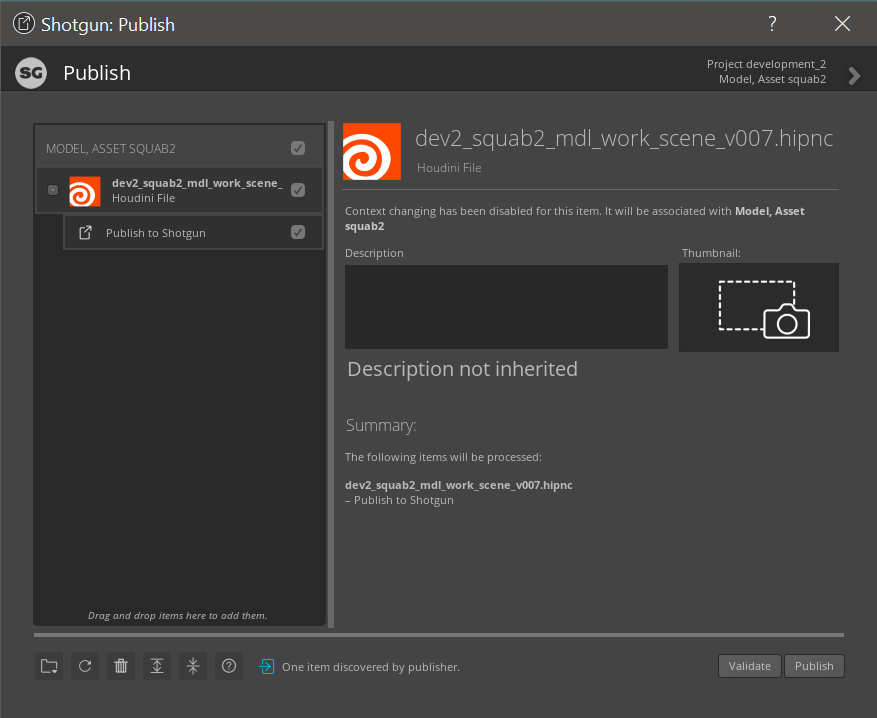 Shotgun: Publish
?
SG
Publish
Project development_2
Model, Asset squab2
MODEL, ASSET SQUAB2
dev2_squab2_mdl_work_scene_
Houdini File
Publish to Shotgun
Drag and drop items here to add them.
dev2_squab2_mdl_work_scene_v007.hipnc
Houdini File
Context changing has been disabled for this item. It will be associated with Model, Asset
squab2
Description
Thumbnail:
Description not inherited
Summary:
The following items will be processed:
dev2_squab2_mdl_work_scene_v007.hipnc
– Publish to Shotgun
?
One item discovered by publisher.
Validate
Publish